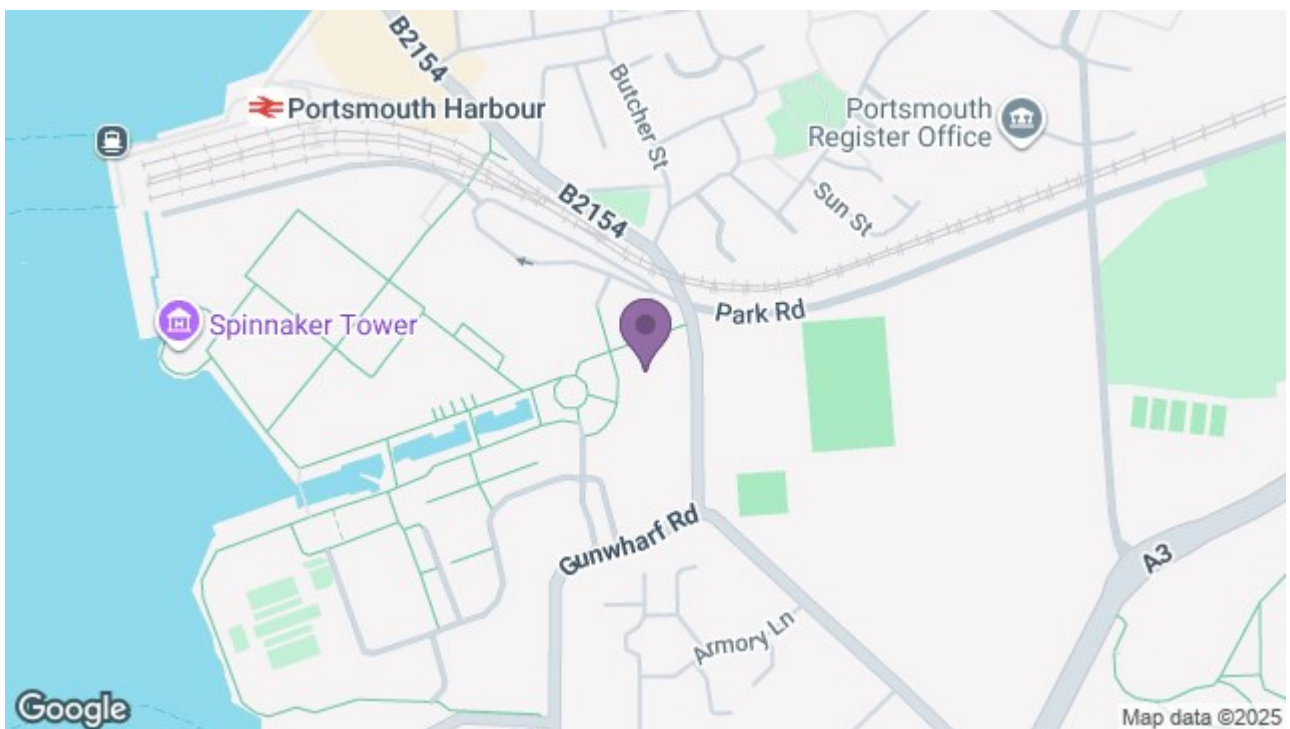 B2154
Portsmouth Harbour
Butcher St
Portsmouth
Register Office
Sun St
B2154
Park Rd
Spinnaker Tower
Gunwharf Rd
A3
Armory Ln
Google
Map data ©2025